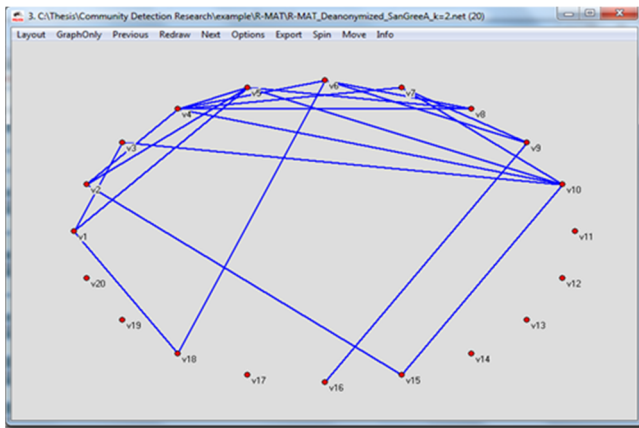 3. C:\Thesis\Community Detection Research\example\R-MAT\R-MAT_Deanonymized_SanGreeA_k=2.net (20)
Layout GraphOnly Previous Redraw Next Options Export Spin Move Info
v6
v5
v7
v4
v8
v3
v9
v2
v10
v1
v11
v20
v12
v19
v13
v18
v14
v17
v15
v16